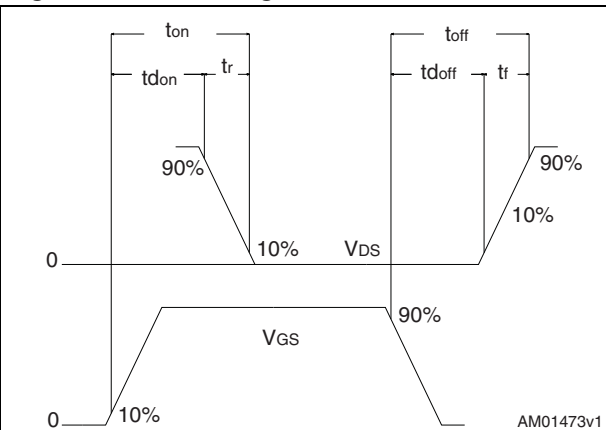 ton toff
tdon tr tdoff tf
90% 90%
10%
0 10% VDS
90%
VGS
0 10%
AM01473v1